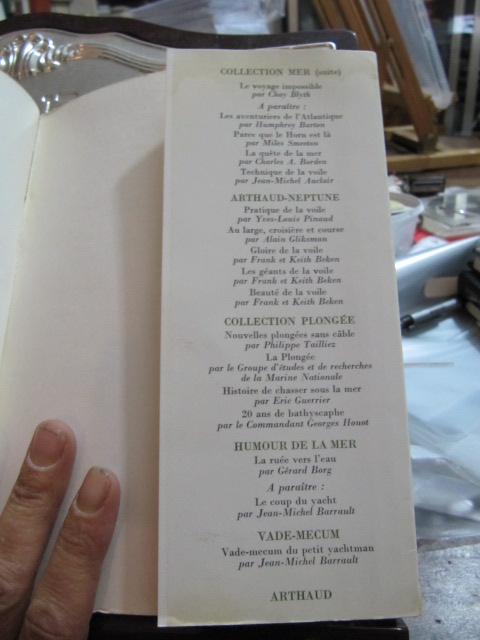 COLLECTION MER (suite)
Le voyage impossible
par Chay Blyth
A paraître :
Les aventuriers de l'Atlantique
par Humphrey Barton
Parce que le Horn est là
par Miles Smeeton
La quête de la mer
par Charles A. Borden
Technique de la voile
par Jean-Michel Auclair
ARTHAUD-NEPTUNE
Pratique de la voile
par Yves-Louis Pinaud
Au large, croisière et course
par Alain Gliksman
Gloire de la voile
par Frank et Keith Beken
Les géants de la voile
par Frank et Keith Beken
Beauté de la voile
par Frank et Keith Beken
COLLECTION PLONGÉE
Nouvelles plongées sans câble
par Philippe Tailliez
La Plongée
par le Groupe d'études et de recherches
de la Marine Nationale
Histoire de chasser sous la mer
par Eric Guerrier
20 ans de bathyscaphe
par le Commandant Georges Houot
HUMOUR DE LA MER
La ruée vers l'eau
par Gérard Borg
A paraître :
Le coup du yacht
par Jean-Michel Barrault
VADE-MECUM
Vade-mecum du petit yachtman
par Jean-Michel Barrault
ARTHAUD